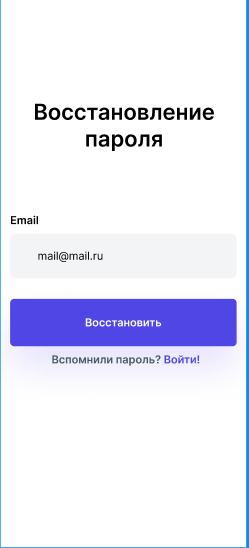 Восстановление
пароля
Email
mail@mail.ru
Восстановить
Вспомнили пароль? Войти!